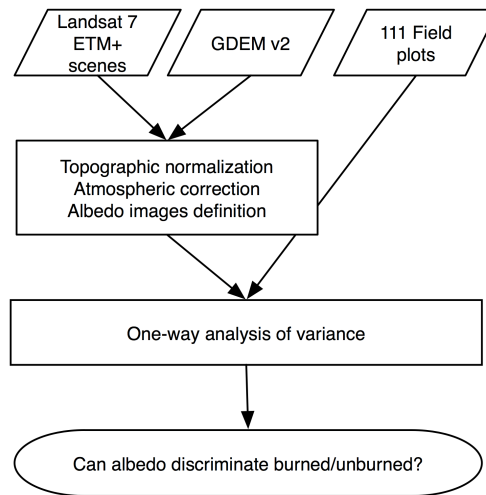 Landsat 7
ETM+
scenes
GDEM v2
111 Field
plots
Topographic normalization
Atmospheric correction
Albedo images definition
One-way analysis of variance
Can albedo discriminate burned/unburned?